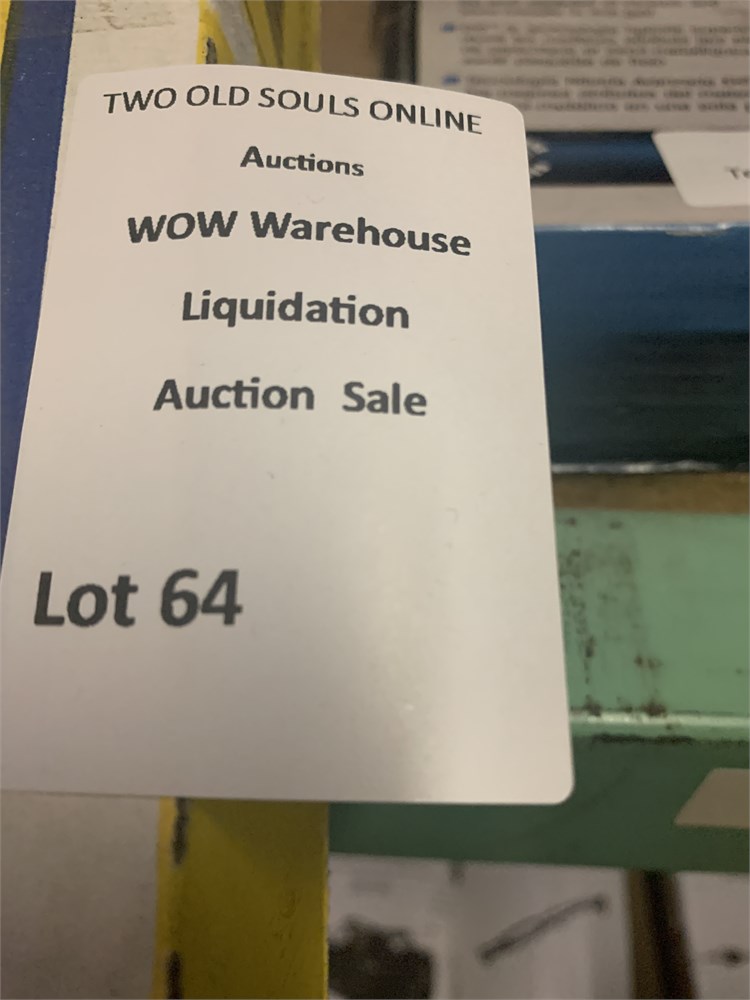 TWO OLD SOULS ONLINE
Auctions
WOW Warehouse
Liquidation
Auction Sale
Lot 64